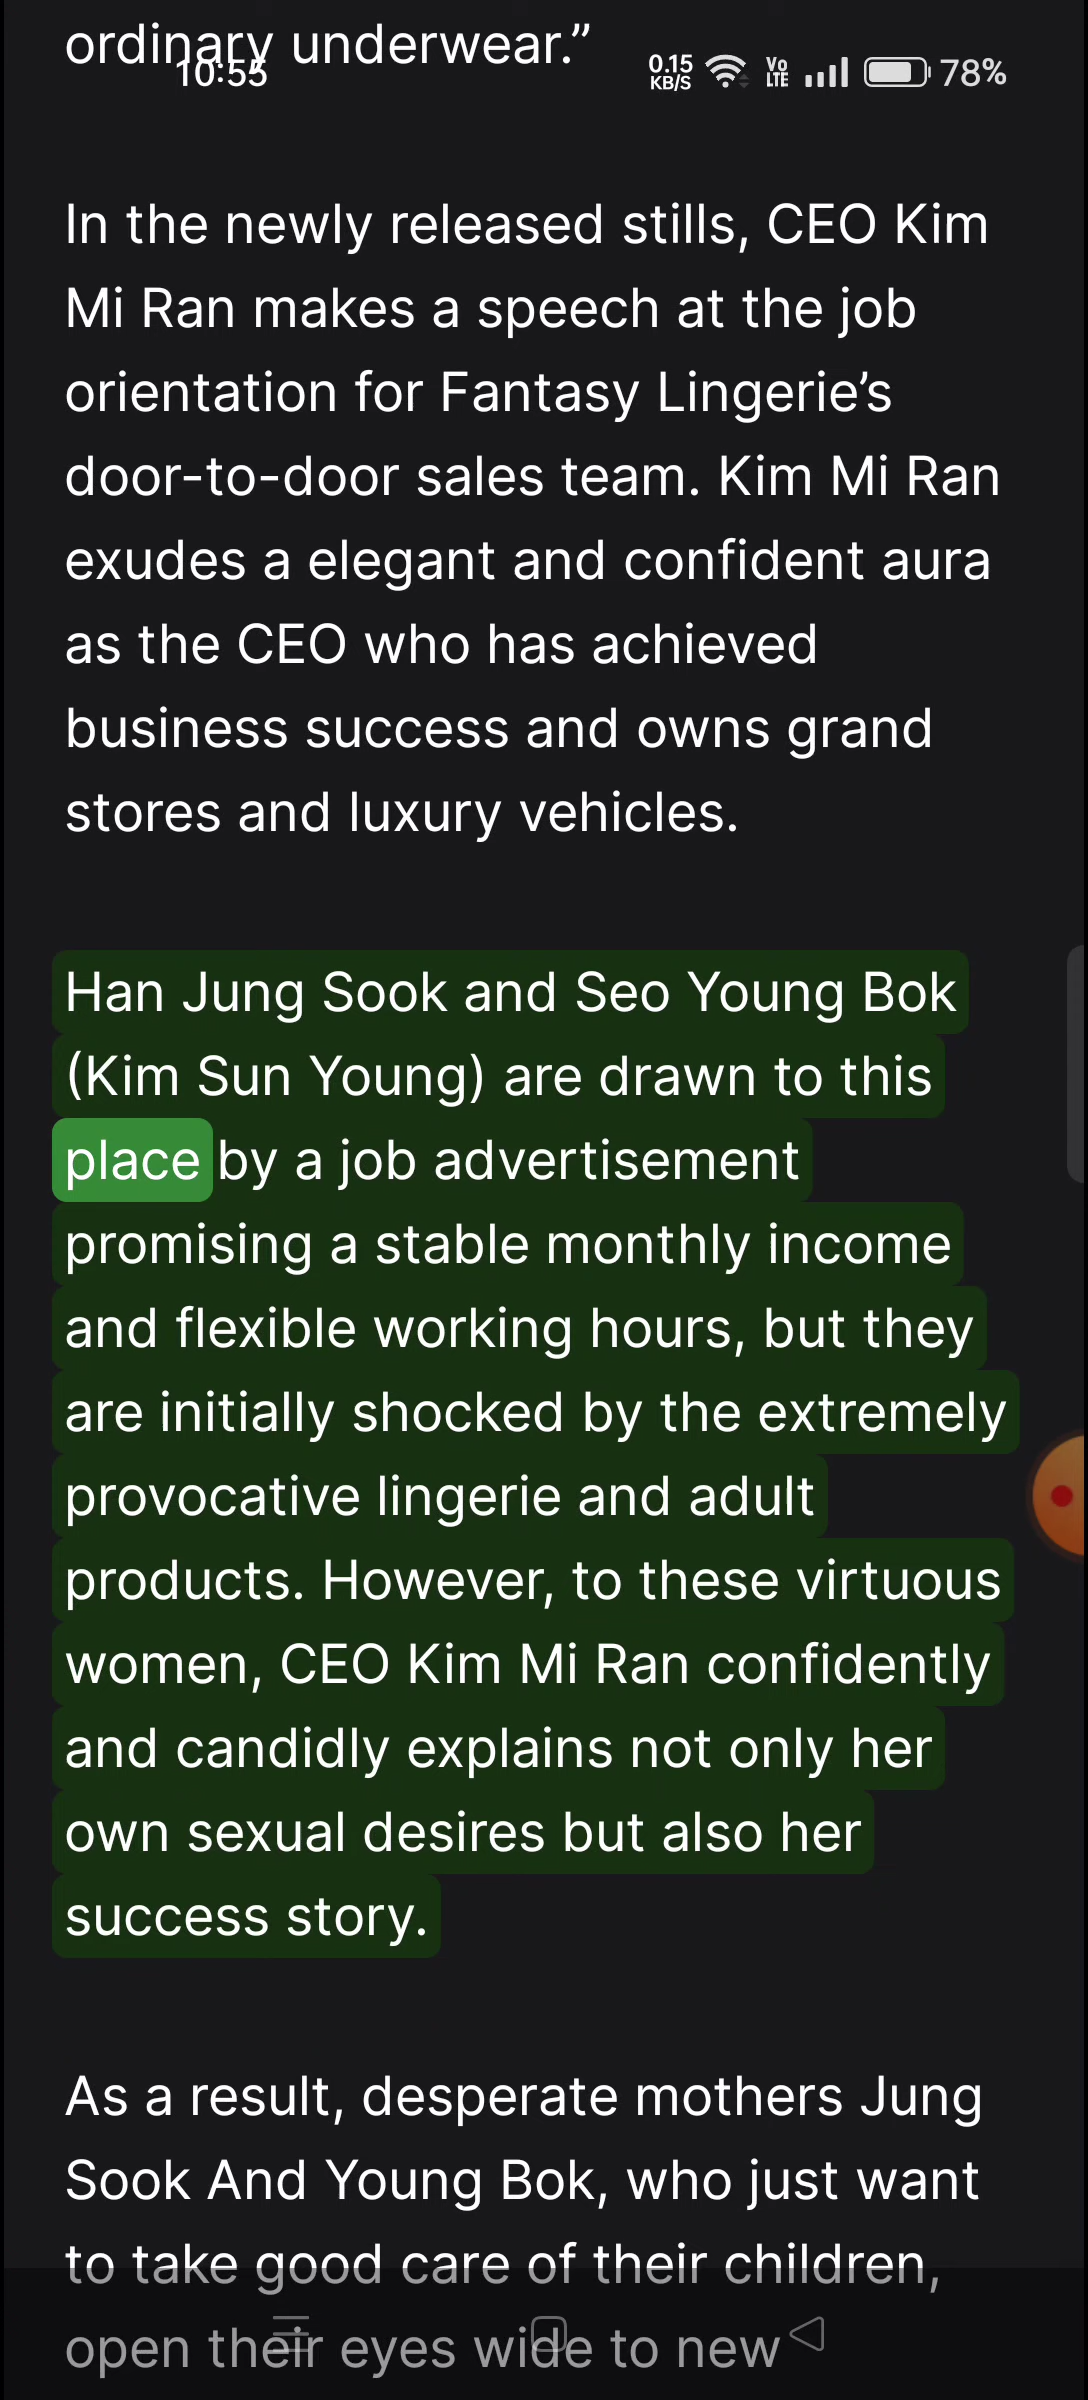 ordinary underwear.”
10:55
0.15
KB/S
Vo
LTE
78%
In the newly released stills, CEO Kim
Mi Ran makes a speech at the job
orientation for Fantasy Lingerie’s
door-to-door sales team. Kim Mi Ran
exudes a elegant and confident aura
as the CEO who has achieved
business success and owns grand
stores and luxury vehicles.
Han Jung Sook and Seo Young Bok
(Kim Sun Young) are drawn to this
place by a job advertisement
promising a stable monthly income
and flexible working hours, but they
are initially shocked by the extremely
provocative lingerie and adult
products. However, to these virtuous
women, CEO Kim Mi Ran confidently
and candidly explains not only her
own sexual desires but also her
success story.
As a result, desperate mothers Jung
Sook And Young Bok, who just want
to take good care of their children,
open their eyes wide to new